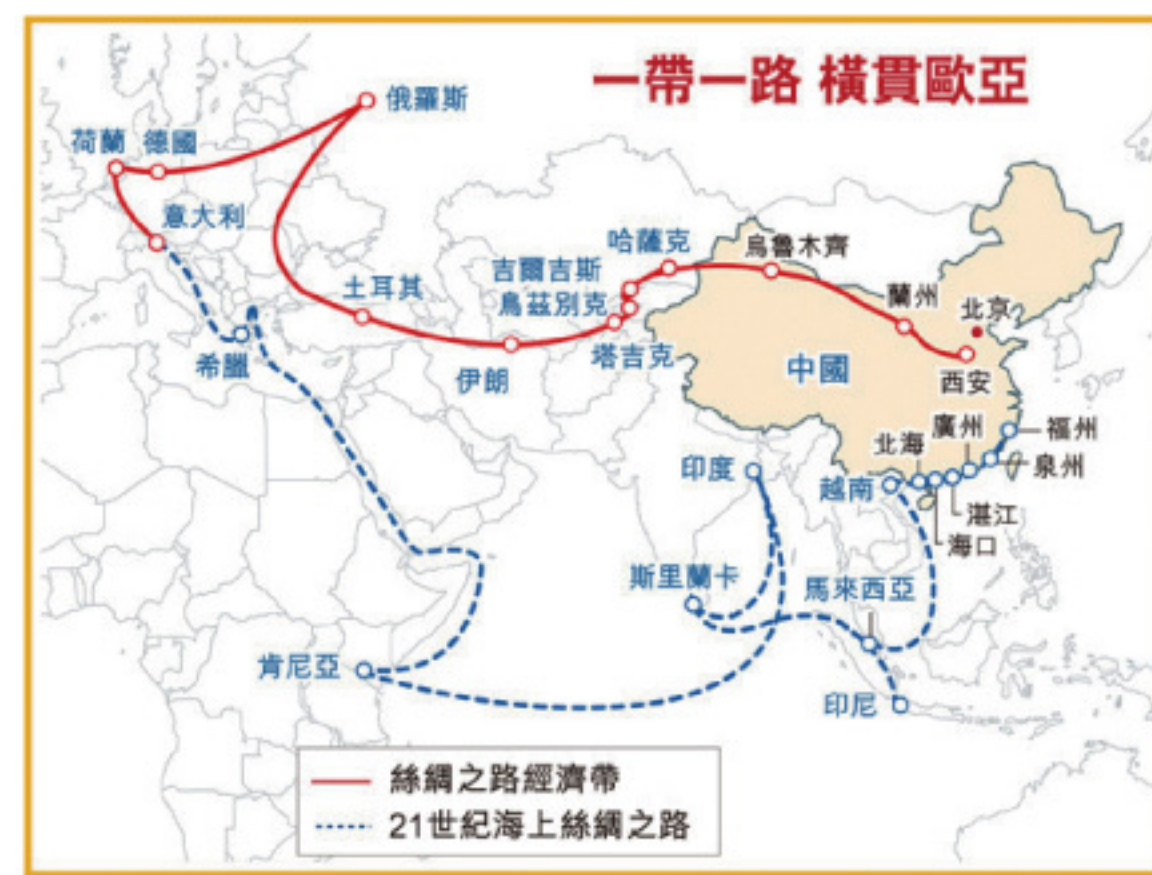 一帶一路 橫貫歐亞
俄羅斯
荷蘭
德國
意大利
哈薩克
烏魯木齊
吉爾吉斯
烏茲別克
土耳其
蘭州
北京
塔吉克
希臘
伊朗
中國
西安
廣州
北海
福州
印度
泉州
越南
湛江
海口
斯里蘭卡
馬來西亞
肯尼亞
印尼
絲綢之路經濟帶
21世紀海上絲綢之路